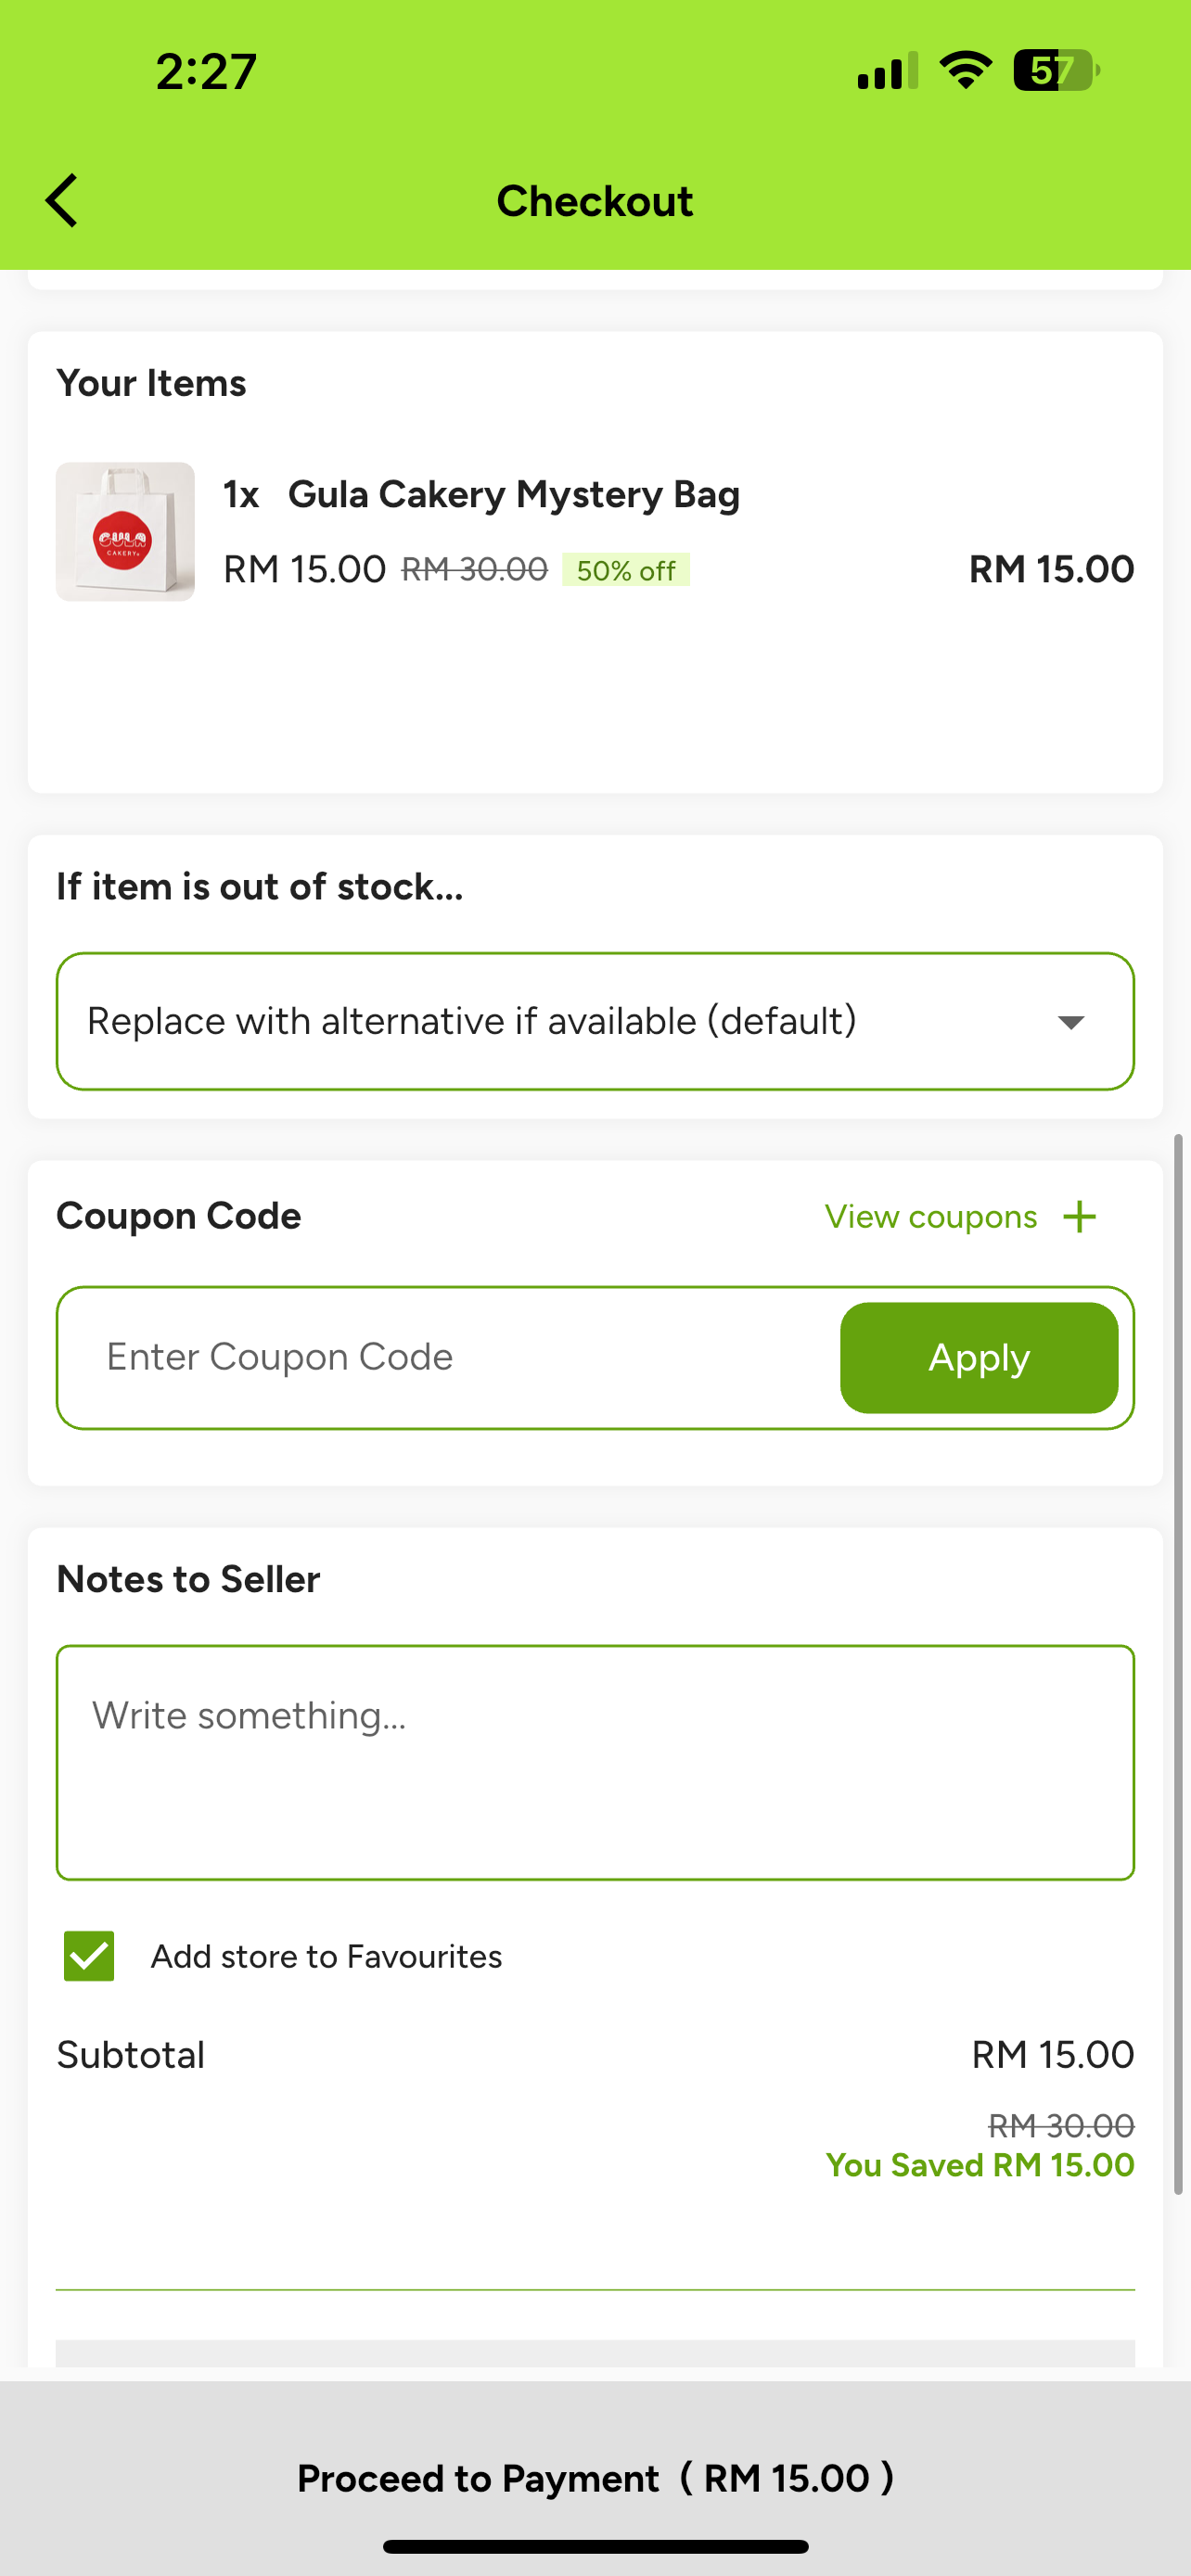 2:27
57
Checkout
Your Items
GULA
CAKERY
1x Gula Cakery Mystery Bag
RM 15.00 RM 30.00 50% off RM 15.00
If item is out of stock...
Replace with alternative if available (default)
Coupon Code View coupons +
Enter Coupon Code Apply
Notes to Seller
Write something...
Add store to Favourites
Subtotal RM 15.00
RM 30.00
You Saved RM 15.00
Proceed to Payment ( RM 15.00 )